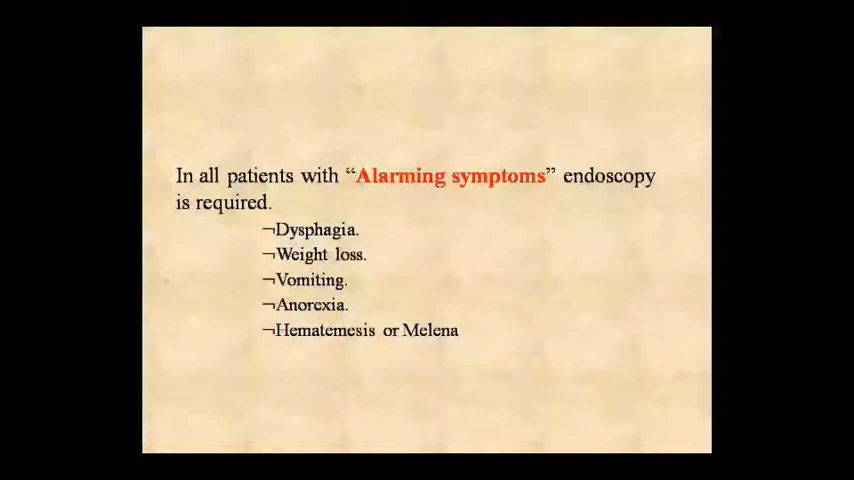 In all patients with “Alarming symptoms” endoscopy
is required.
¬Dysphagia.
¬Weight loss.
¬Vomiting.
¬Anorexia.
¬Hematemesis or Melena